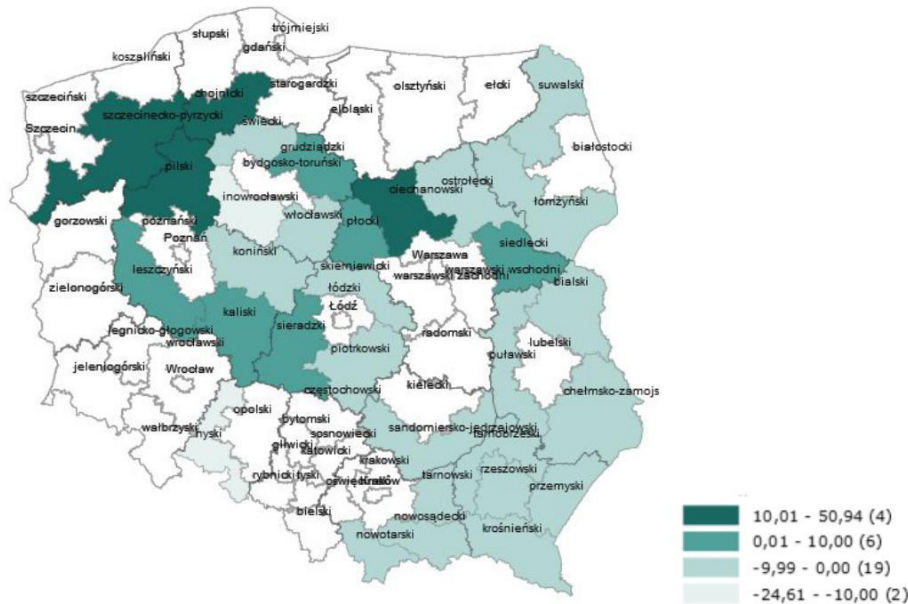 trójmiejski
słupski
gdański
koszaliński
starogardzki
olsztyński
ełcki
suwalski
szczeciński
chojnicki
elbląski
szczecinecko-pyrzycki
świecki
Szczecin
białostocki
grudziądzki
bydgosko-toruński
pilski
ciechanowski
ostrołęcki
inowrocławski
łomżyński
włocławski
płocki
gorzowski
poznański
Poznań
siedlecki
koniński
Warszawa
skierniewicki
warszawski zachodni
warszawski wschodni
leszczyński
bialski
zielonogórski
łódzki
Łódź
kaliski
sieradzki
legnicko-głogowski
radomski
wrocławski
lubelski
piotrkowski
puławski
jeleniogórski
Wrocław
kielecki
częstochowski
chełmsko-zamojs
opolski
bytomski
wałbrzyski
nyski
sandomiersko-jędrzejowski
tarnobrzeski
sosnowiecki
gliwicki
katowicki
krakowski
rzeszowski
tarnowski
rybnicki
tyski
oświęcimski
Kraków
przemyski
bielski
nowosądecki
krośnieński
nowotarski
10,01 - 50,94 (4)
0,01 - 10,00 (6)
-9,99 - 0,00 (19)
-24,61 - -10,00 (2)